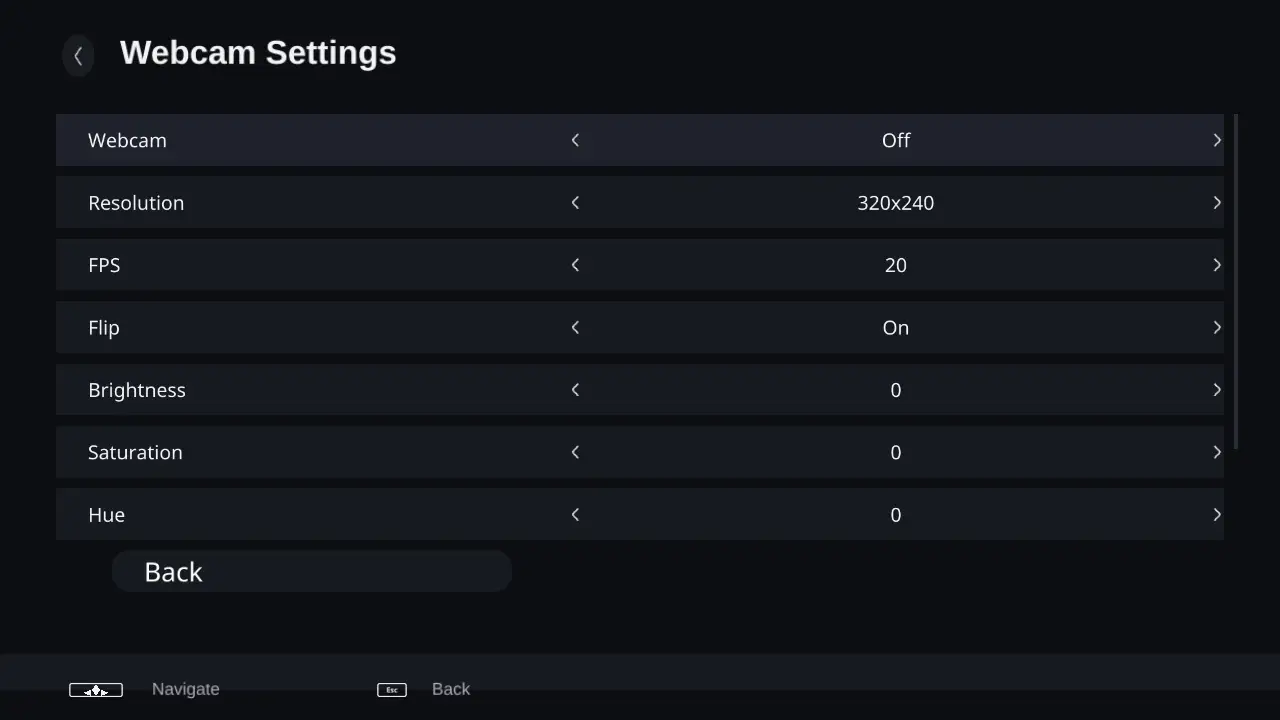 Webcam Settings
Webcam Off
Resolution 320x240
FPS 20
Flip On
Brightness 0
Saturation 0
Hue 0
Back
Navigate Esc Back